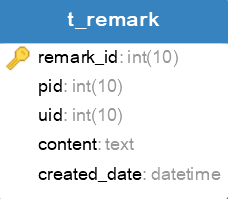 t_remark
remark_id: int(10)
pid: int(10)
uid: int(10)
content: text
created_date: datetime